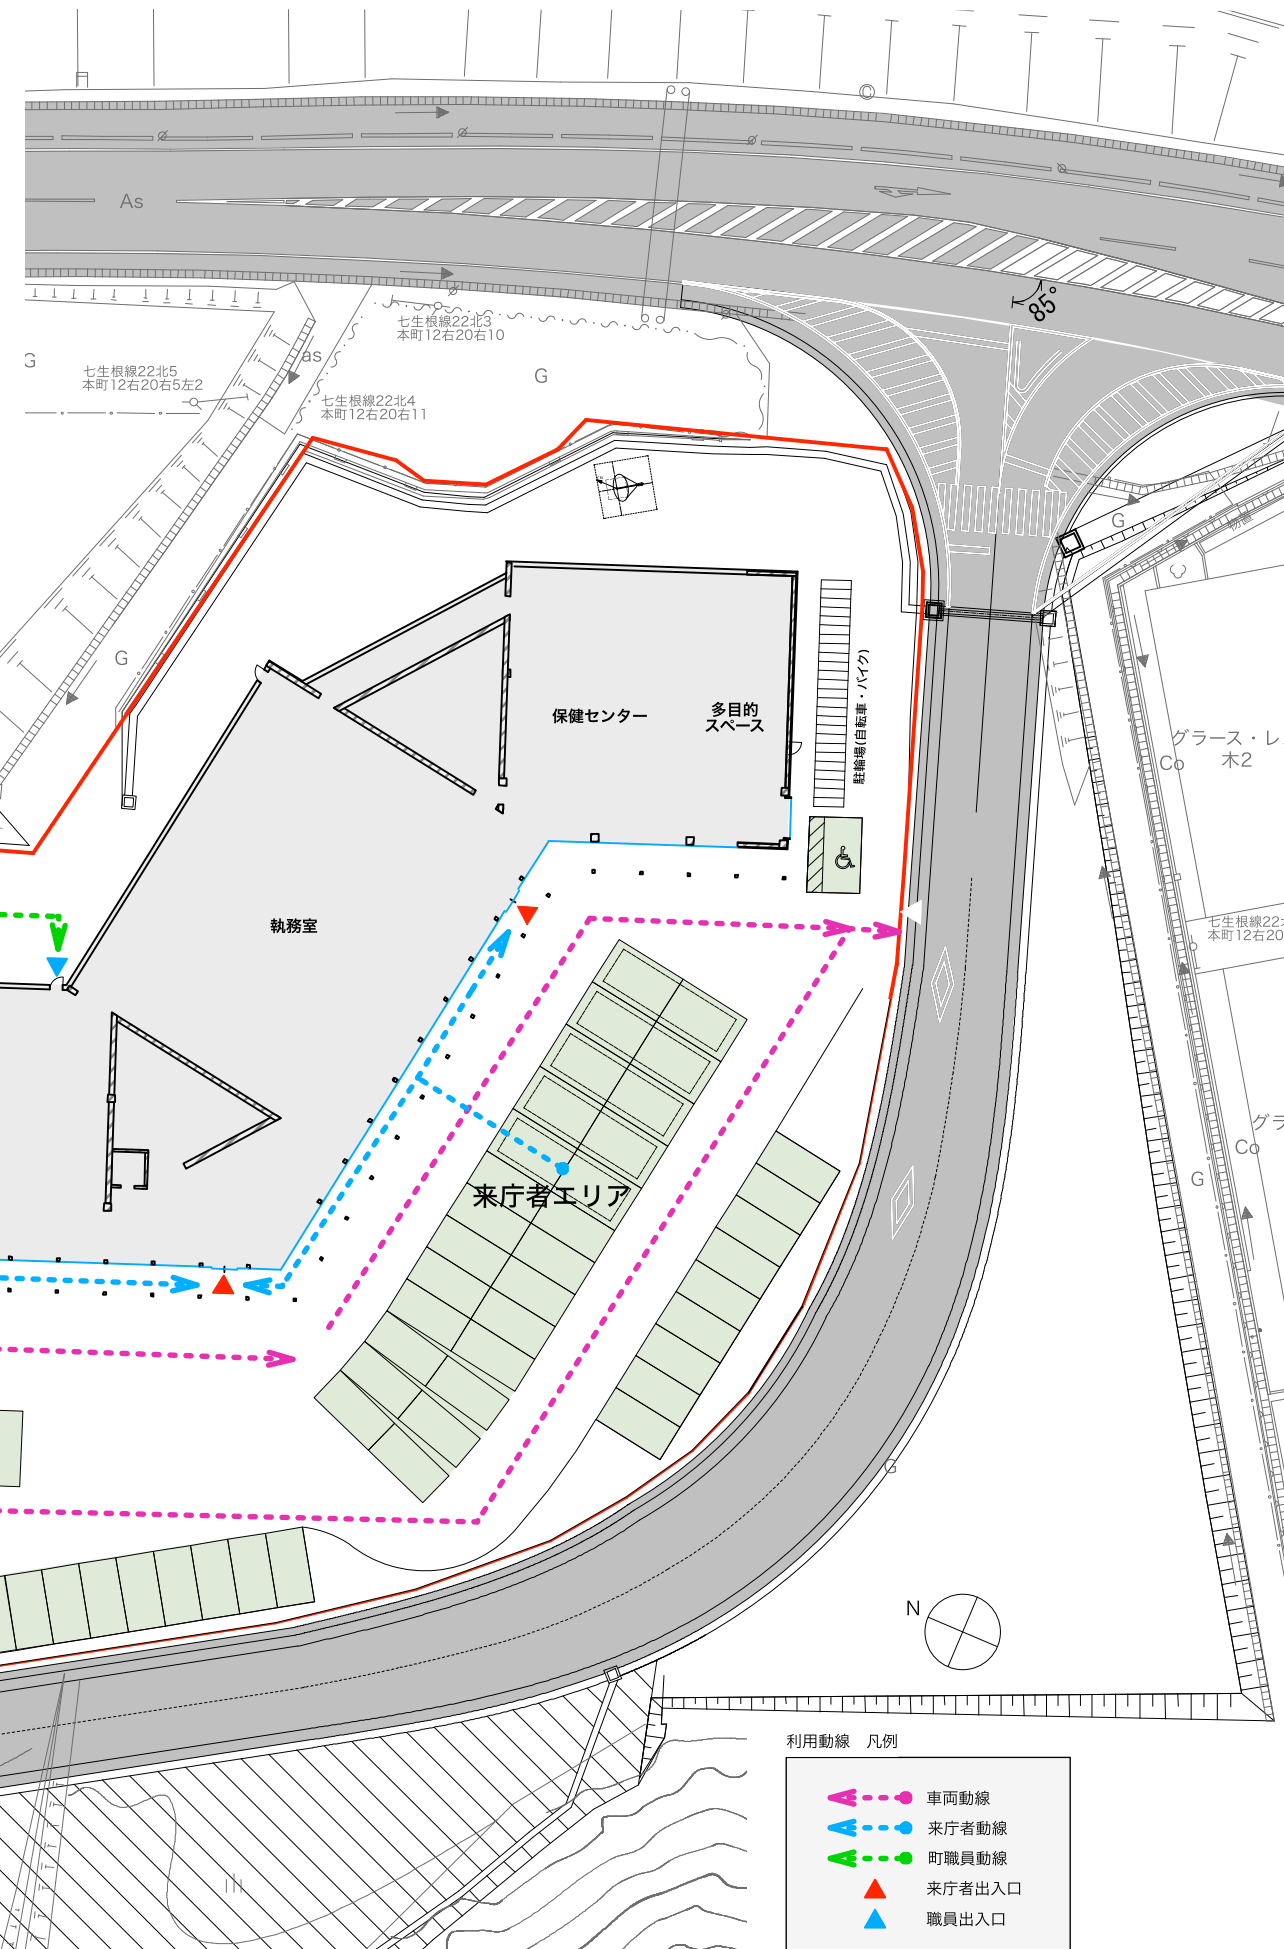 C
As
85°
七生根線22北3
本町12右20右10
G
as
七生根線22北5
本町12右20右5左2
G
七生根線22北4
本町12右20右11
G
G
保健センター
多目的
スペース
駐輪場(自転車・バイク)
グラース・レ
木2
Co
執務室
七生根線22
本町12右20
グラ
Co
G
来庁者エリア
G
N
利用動線 凡例
車両動線
来庁者動線
町職員動線
来庁者出入口
職員出入口